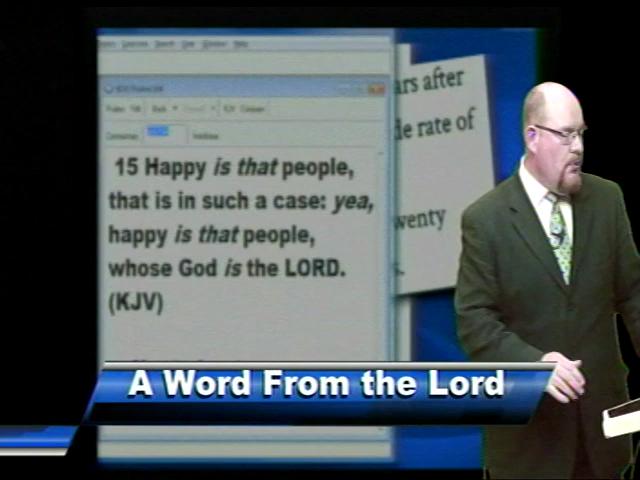 Help
15 Happy is that people,
that is in such a case: yea,
happy is that people,
whose God is the LORD.
(KJV)
ars after
de rate of
wenty
s.
A Word From the Lord